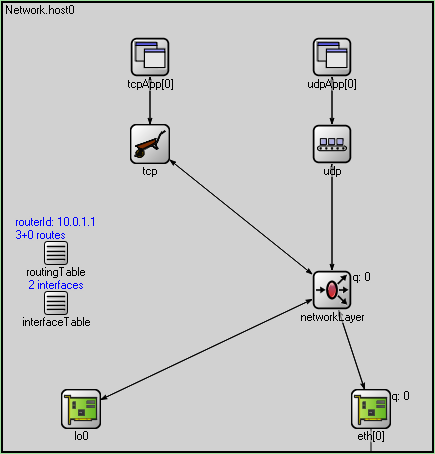 Network.host0
tcpApp[0]
udpApp[0]
tcp
udp
routerId: 10.0.1.1
3+0 routes
routingTable
2 interfaces
interfaceTable
q: 0
networkLayer
q: 0
lo0
eth[0]